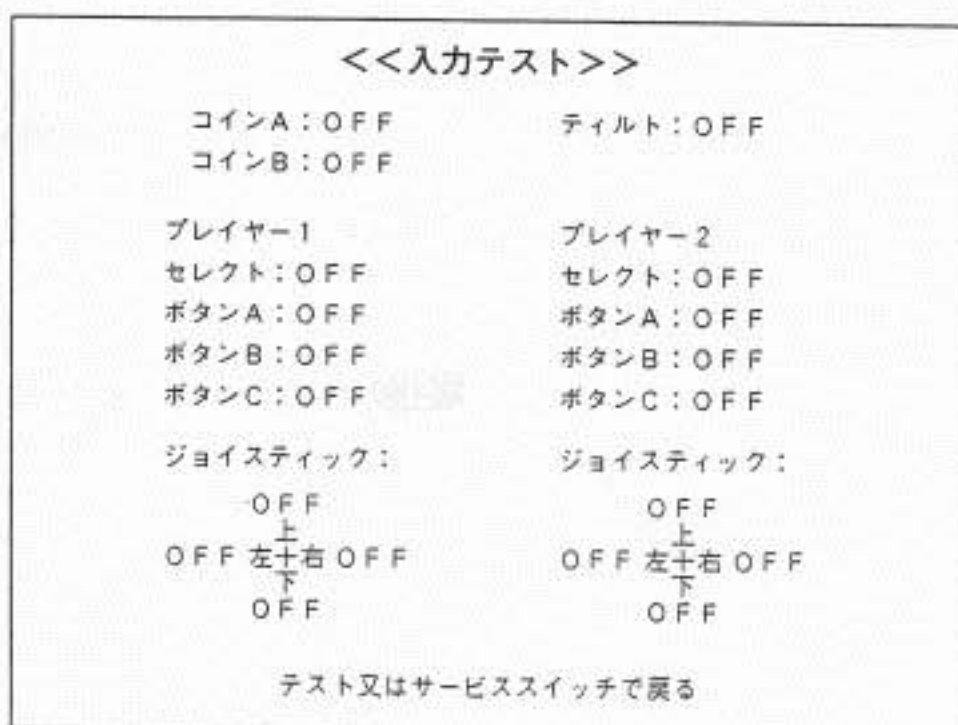 <<入力テスト>>
コインA：OFF ティルト：OFF
コインB：OFF
プレイヤー1 プレイヤー2
セレクト：OFF セレクト：OFF
ボタンA：OFF ボタンA：OFF
ボタンB：OFF ボタンB：OFF
ボタンC：OFF ボタンC：OFF
ジョイスティック： ジョイスティック：
OFF OFF
上 上
OFF 左十右 OFF OFF 左十右 OFF
下 下
OFF OFF
テスト又はサービススイッチで戻る